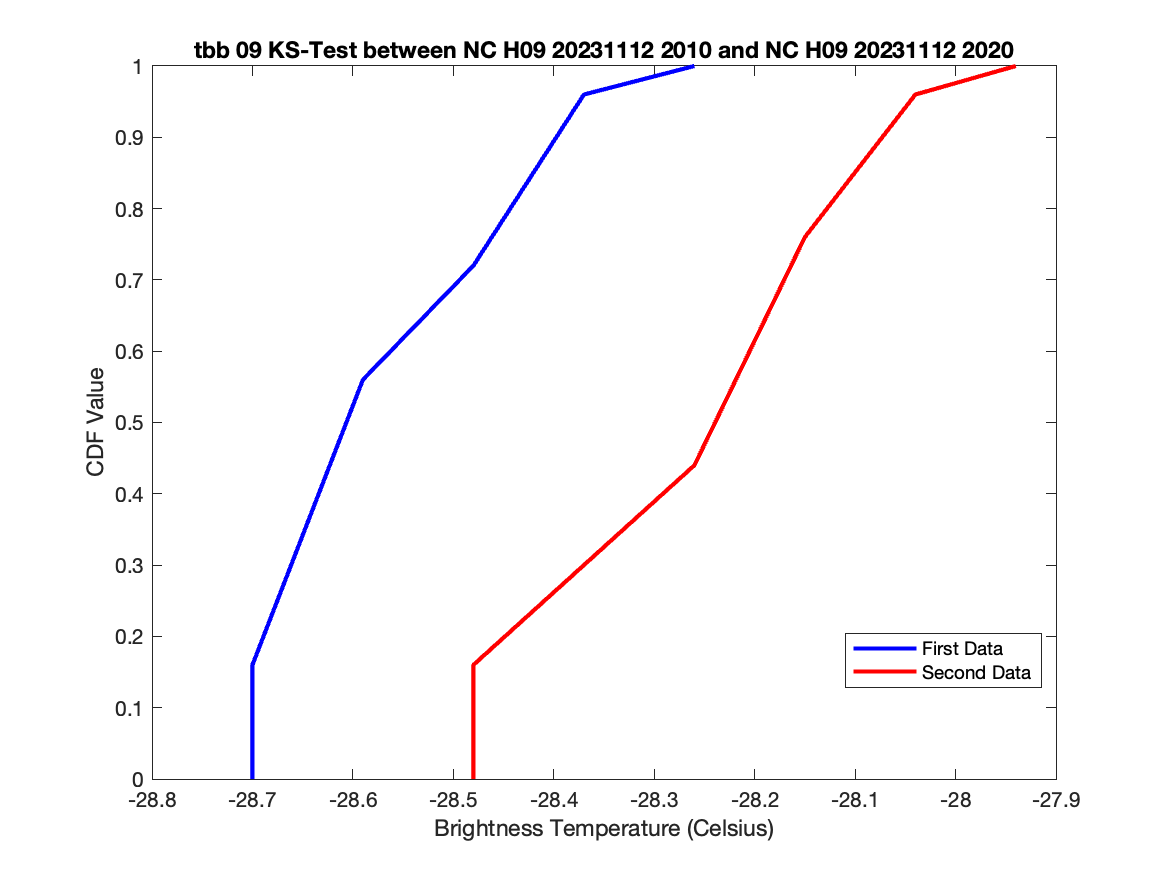 tbb 09 KS-Test between NC H09 20231112 2010 and NC H09 20231112 2020
1
0.9
0.8
0.7
0.6
0.5
0.4
0.3
0.2
0.1
0
CDF Value
First Data
Second Data
-28.8 -28.7 -28.6 -28.5 -28.4 -28.3 -28.2 -28.1 -28 -27.9
Brightness Temperature (Celsius)